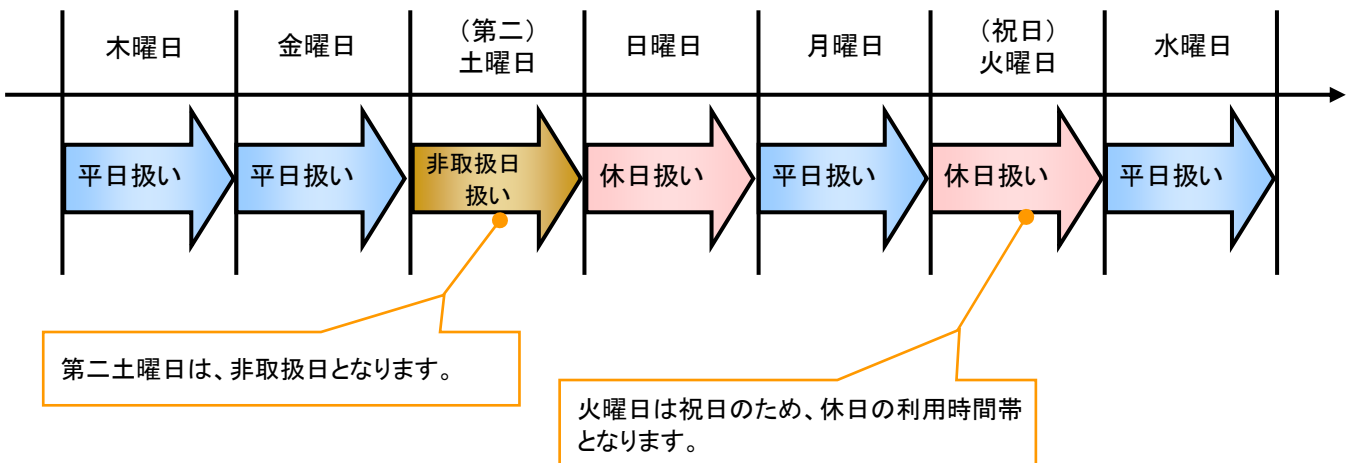 木曜日
金曜日
(第二)
土曜日
日曜日
月曜日
(祝日)
火曜日
水曜日
平日扱い
平日扱い
非取扱日
扱い
休日扱い
平日扱い
休日扱い
平日扱い
第二土曜日は、非取扱日となります。
火曜日は祝日のため、休日の利用時間帯
となります。